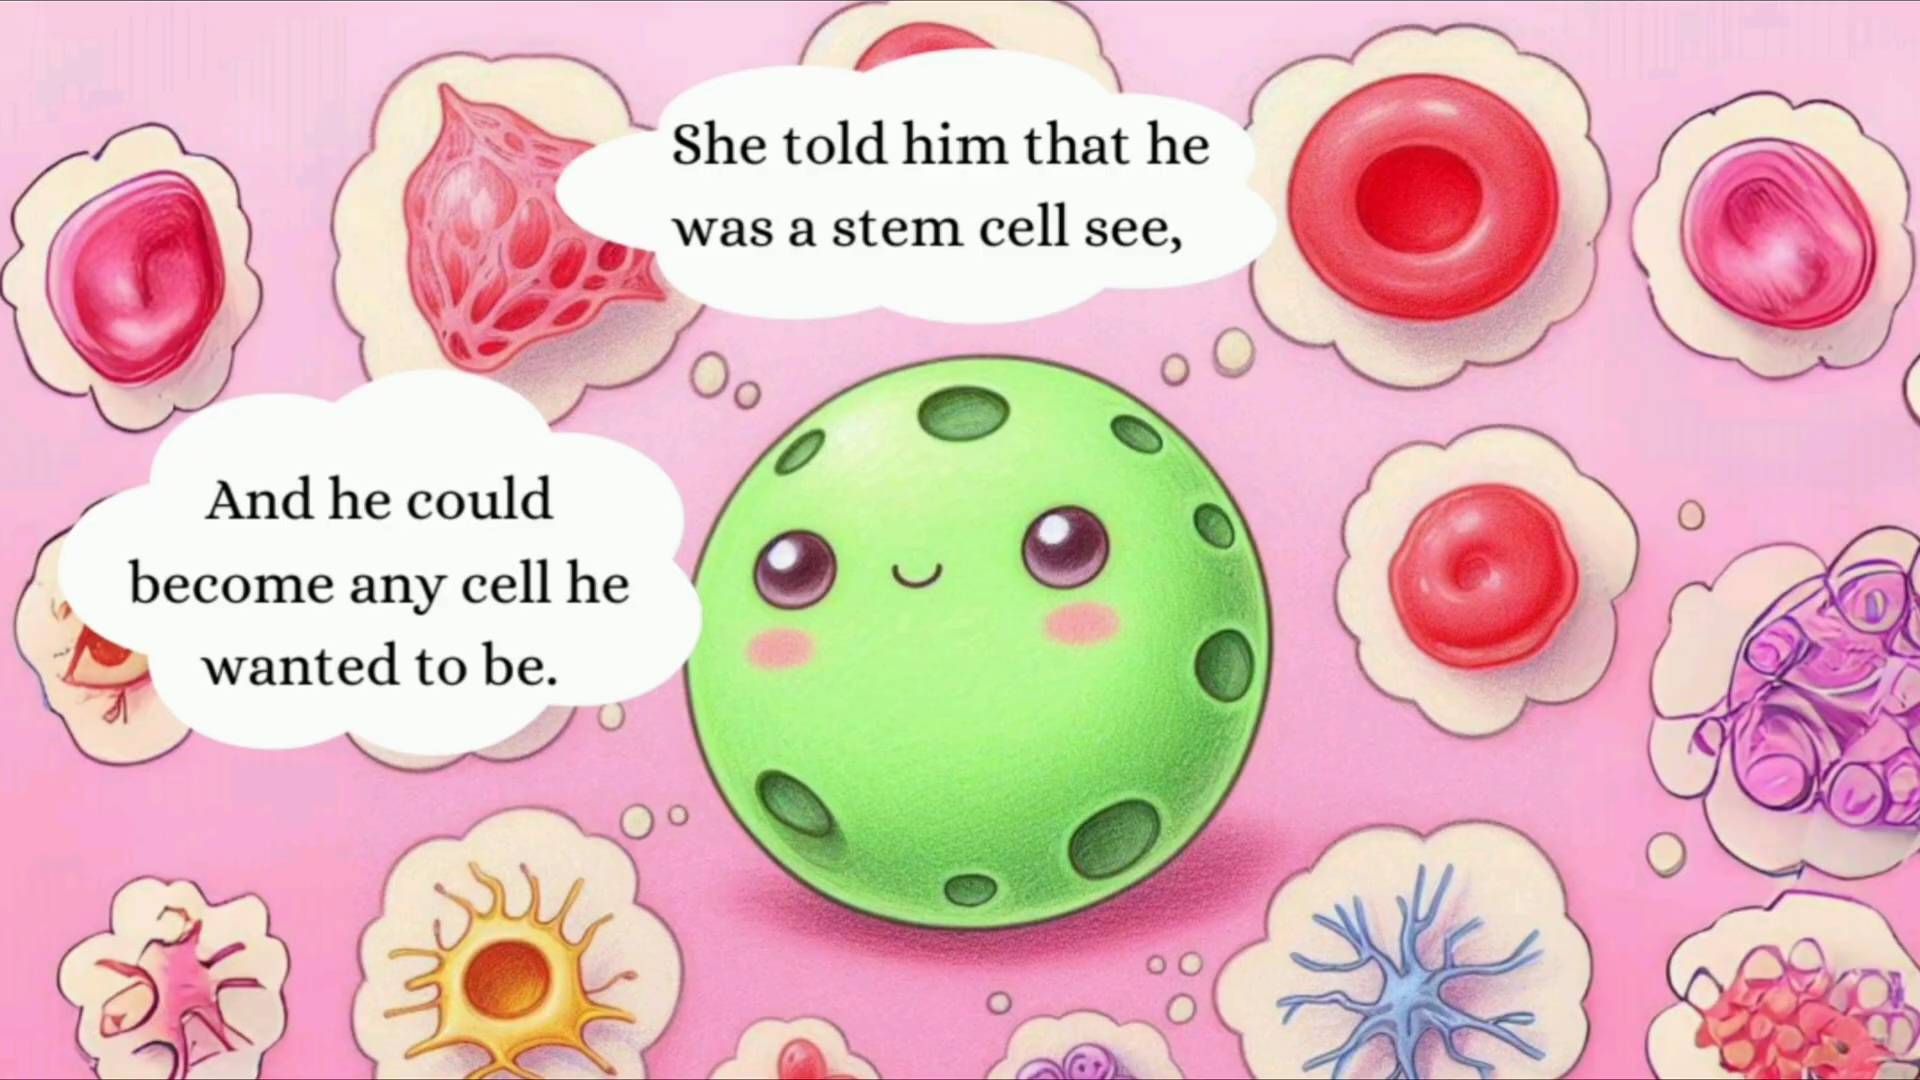 She told him that he
was a stem cell see,
And he could
become any cell he
wanted to be.